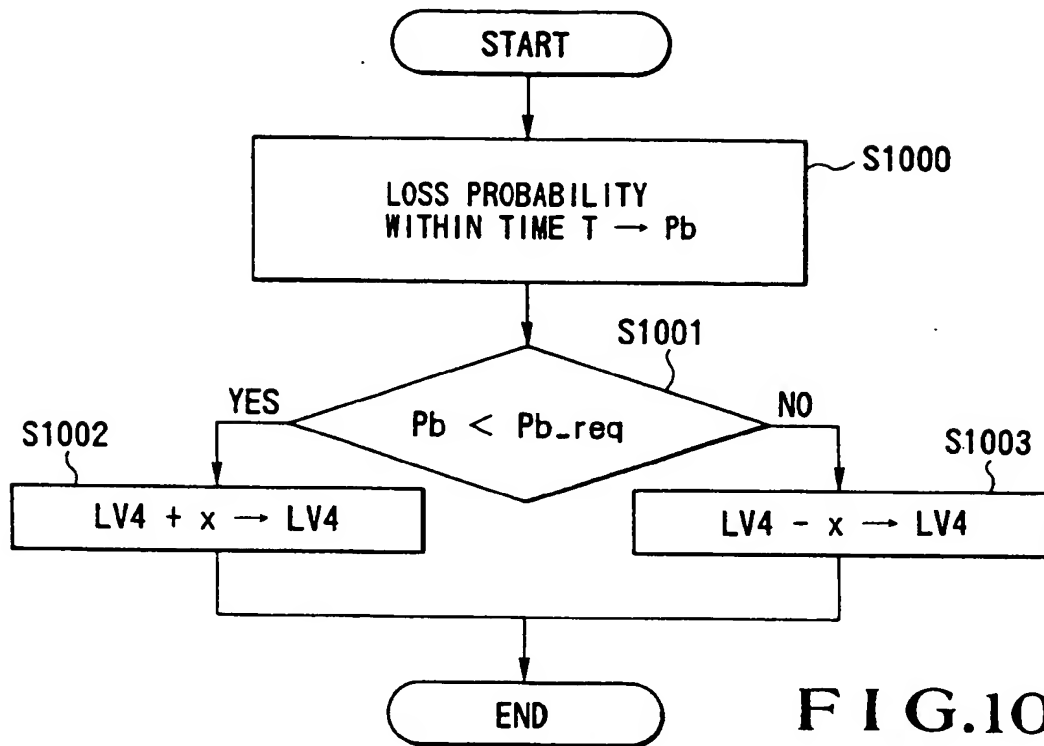 START
S1000
LOSS PROBABILITY
WITHIN TIME T → Pb
S1001
YES
Pb < Pb_req
NO
S1002
S1003
LV4 + x → LV4
LV4 - x → LV4
END
FIG.10